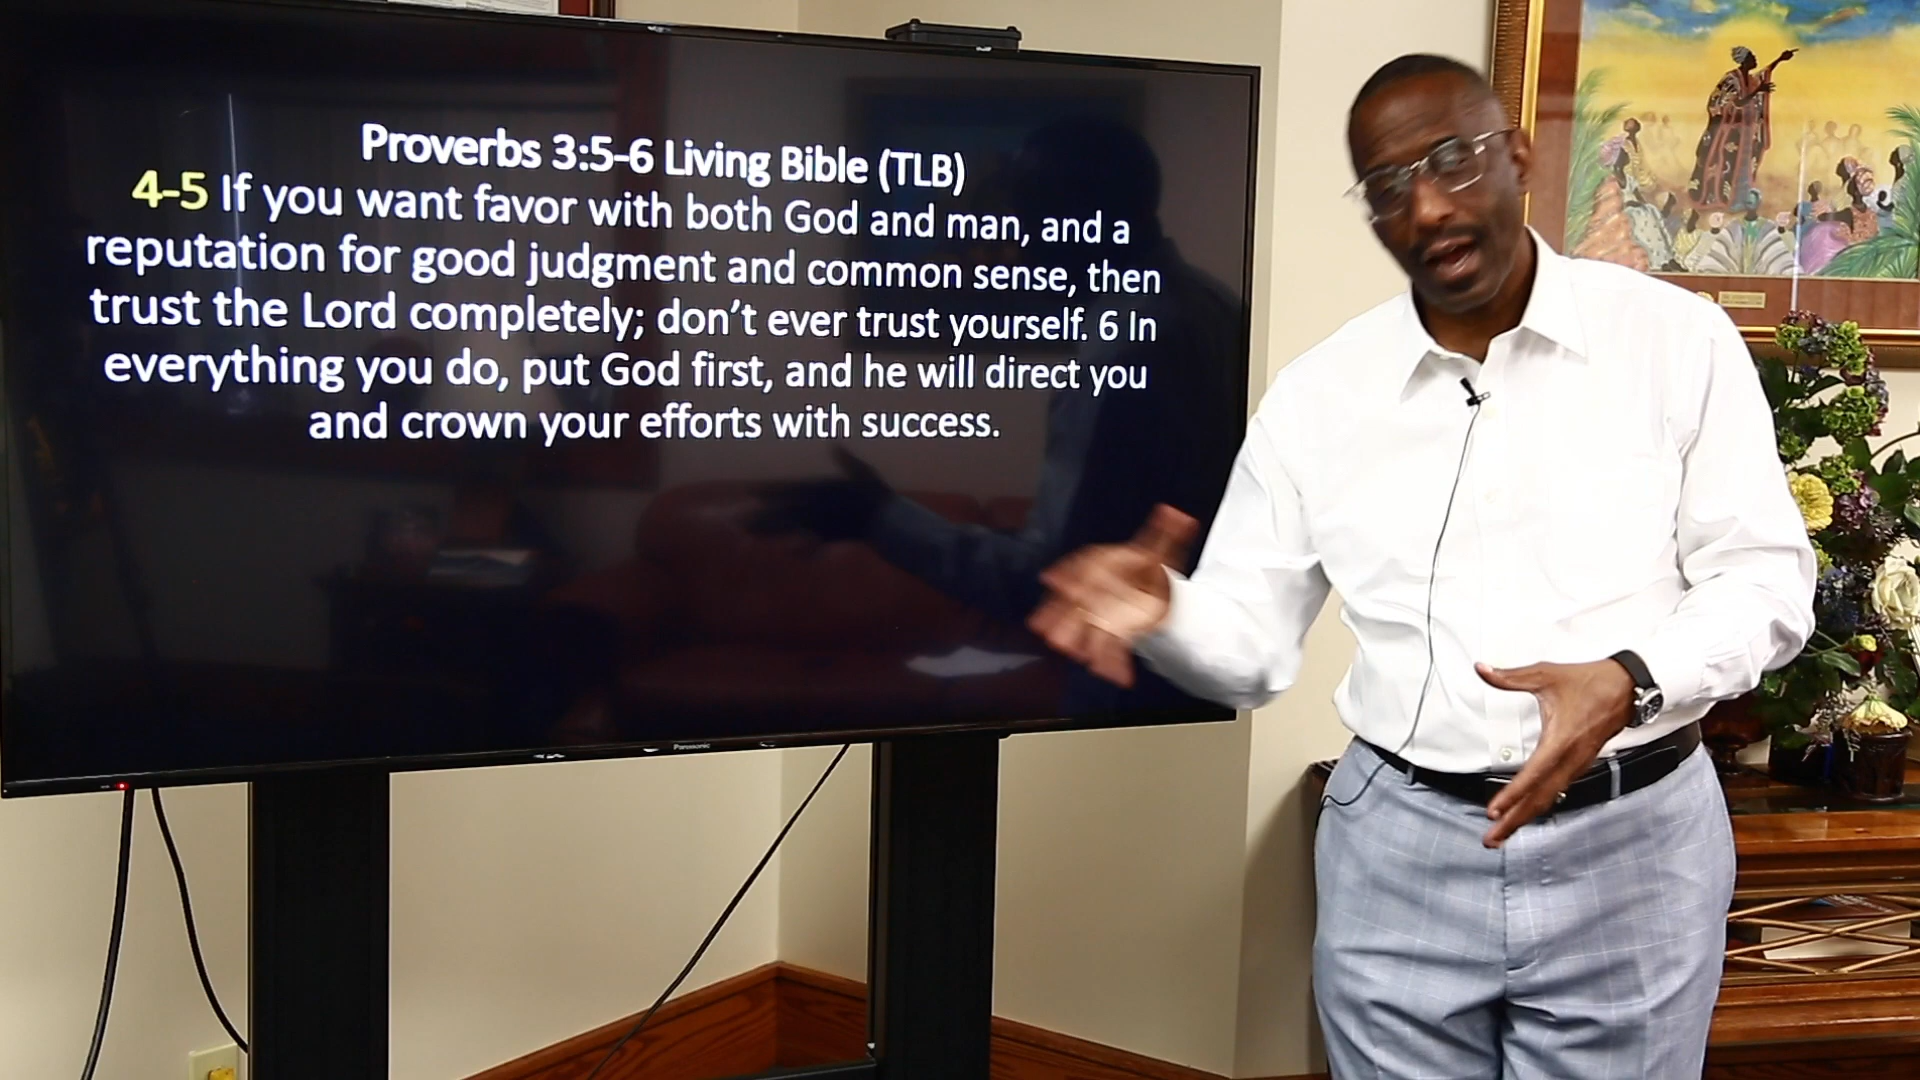 Proverbs 3:5-6 Living Bible (TLB)
4-5 If you want favor with both God and man, and a
reputation for good judgment and common sense, then
trust the Lord completely; don’t ever trust yourself. 6 In
everything you do, put God first, and he will direct you
and crown your efforts with success.
Panasonic